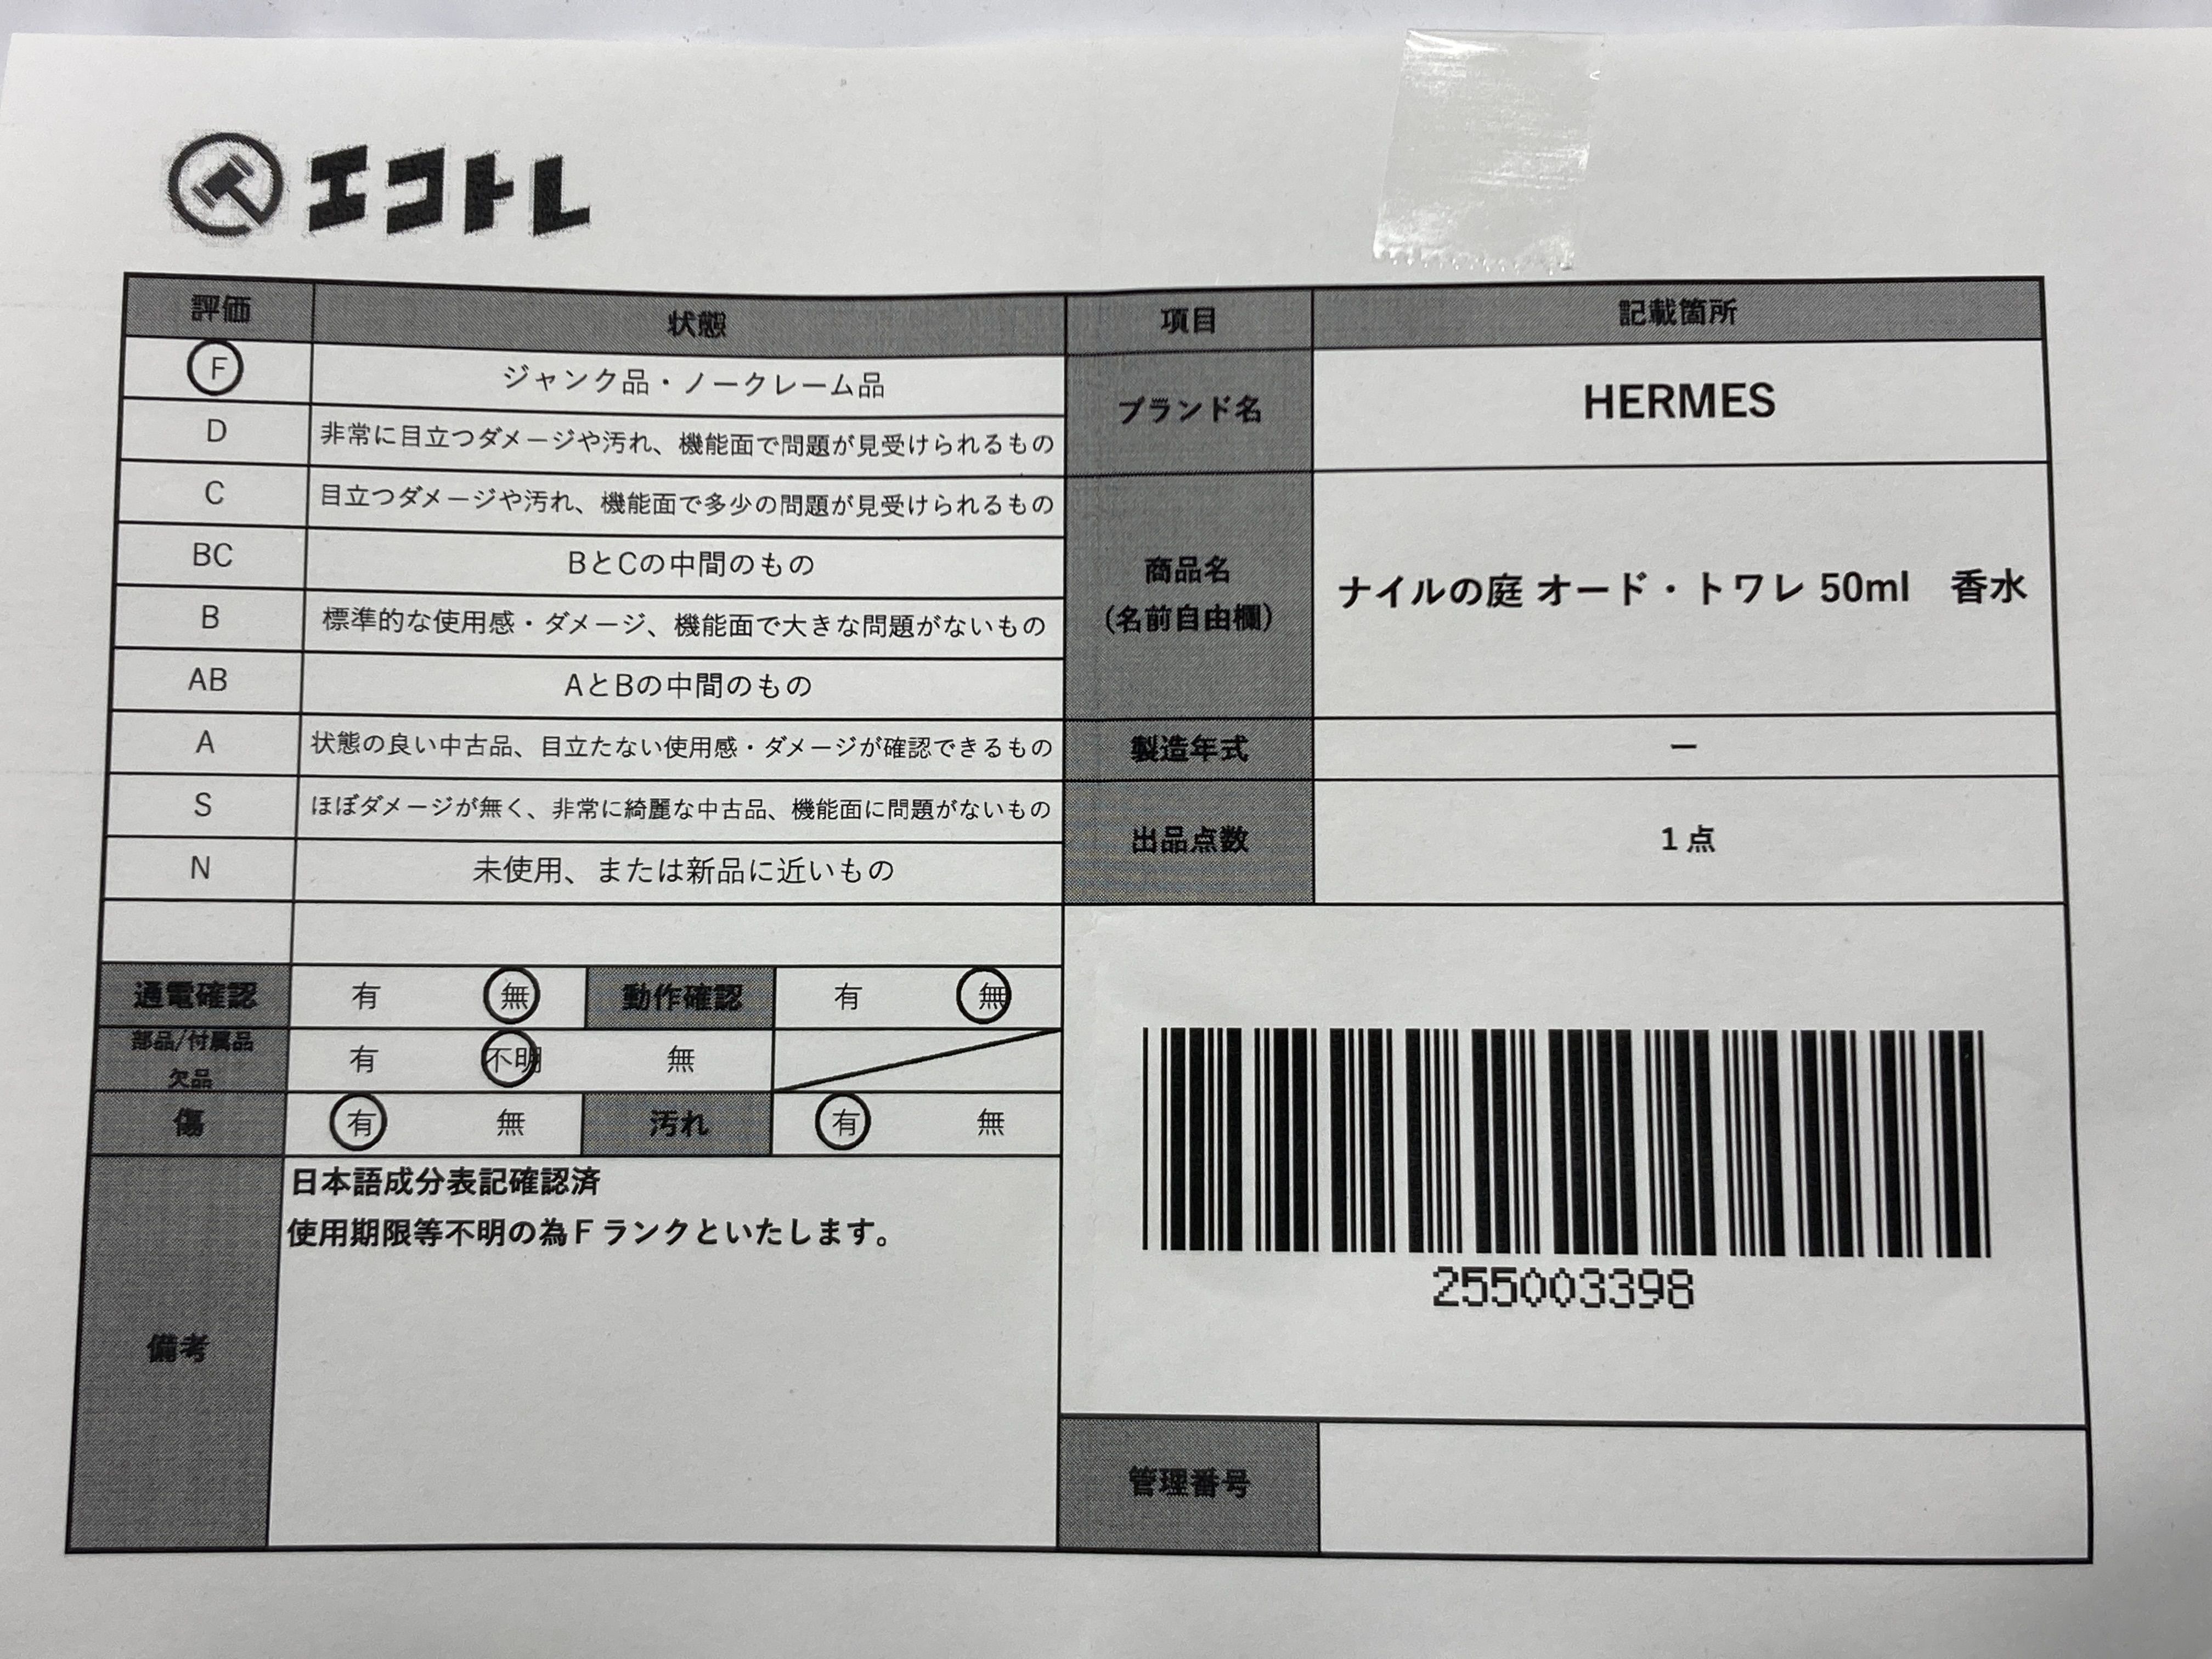 エコトレ
評価 状態
F ジャンク品・ノークレーム品
D 非常に目立つダメージや汚れ、機能面で問題が見受けられるもの
C 目立つダメージや汚れ、機能面で多少の問題が見受けられるもの
BC BとCの中間のもの
B 標準的な使用感・ダメージ、機能面で大きな問題がないもの
AB AとBの中間のもの
A 状態の良い中古品、目立たない使用感・ダメージが確認できるもの
S ほぼダメージが無く、非常に綺麗な中古品、機能面に問題がないもの
N 未使用、または新品に近いもの
通電確認 有 無 動作確認 有 無
部品/付属品
欠品
有 不明 無
傷 有 無 汚れ 有 無
備考
日本語成分表記確認済
使用期限等不明の為F ランクといたします。
項目 記載箇所
ブランド名 HERMES
商品名
(名前自由欄)
ナイルの庭 オード・トワレ 50ml 香水
製造年式 ー
出品点数 1 点
255003398
管理番号